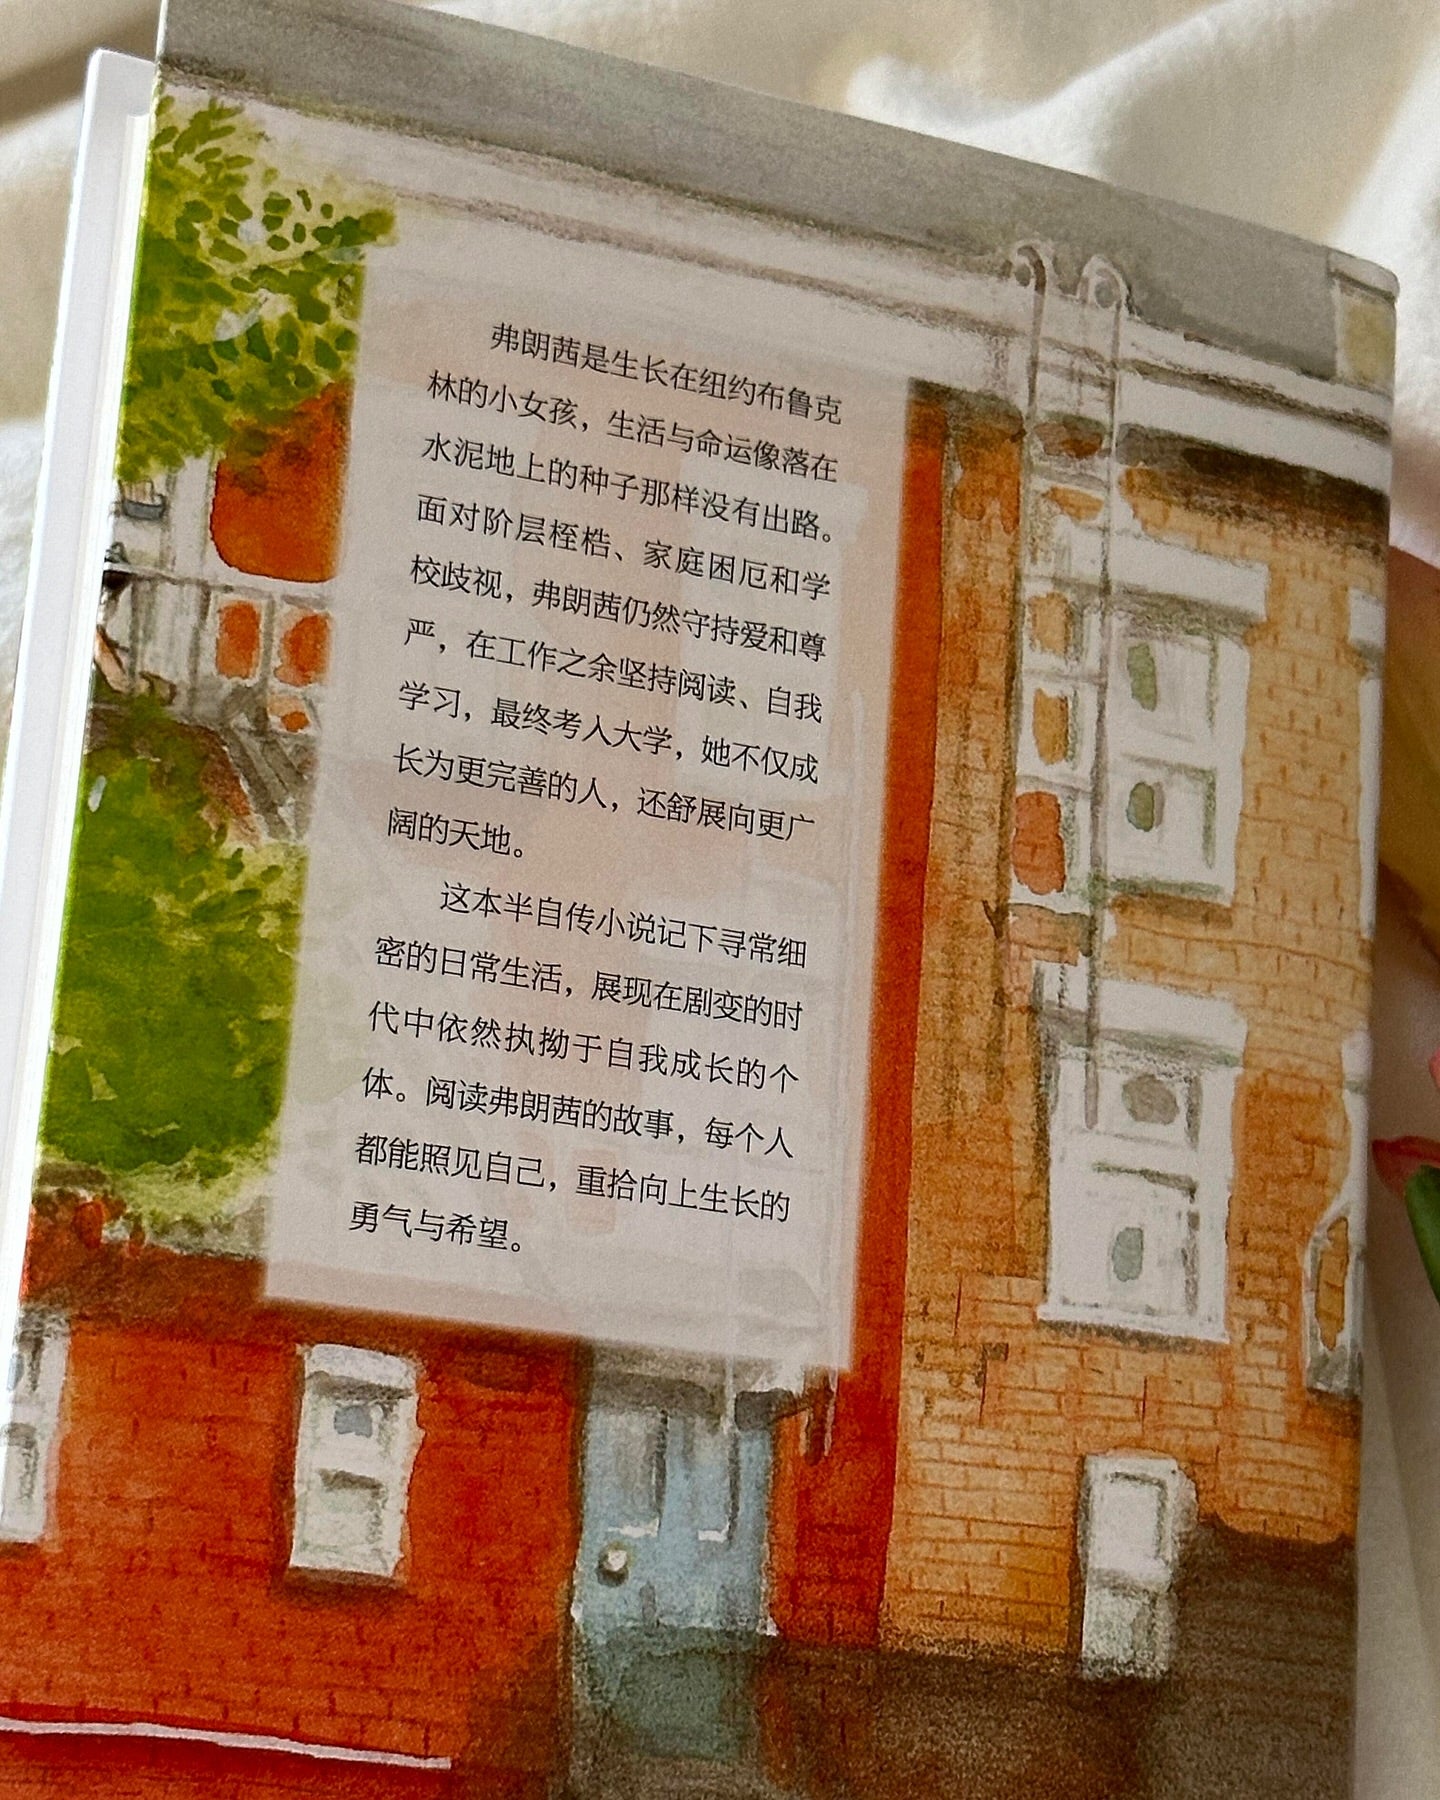 弗朗茜是生长在纽约布鲁克
林的小女孩，生活与命运像落在
水泥地上的种子那样没有出路。
面对阶层桎梏、家庭困厄和学
校歧视，弗朗茜仍然守持爱和尊
严，在工作之余坚持阅读、自我
学习，最终考入大学，她不仅成
长为更完善的人，还舒展向更广
阔的天地。
这本半自传小说记下寻常细
密的日常生活，展现在剧变的时
代中依然执拗于自我成长的个
体。阅读弗朗茜的故事，每个人
都能照见自己，重拾向上生长的
勇气与希望。